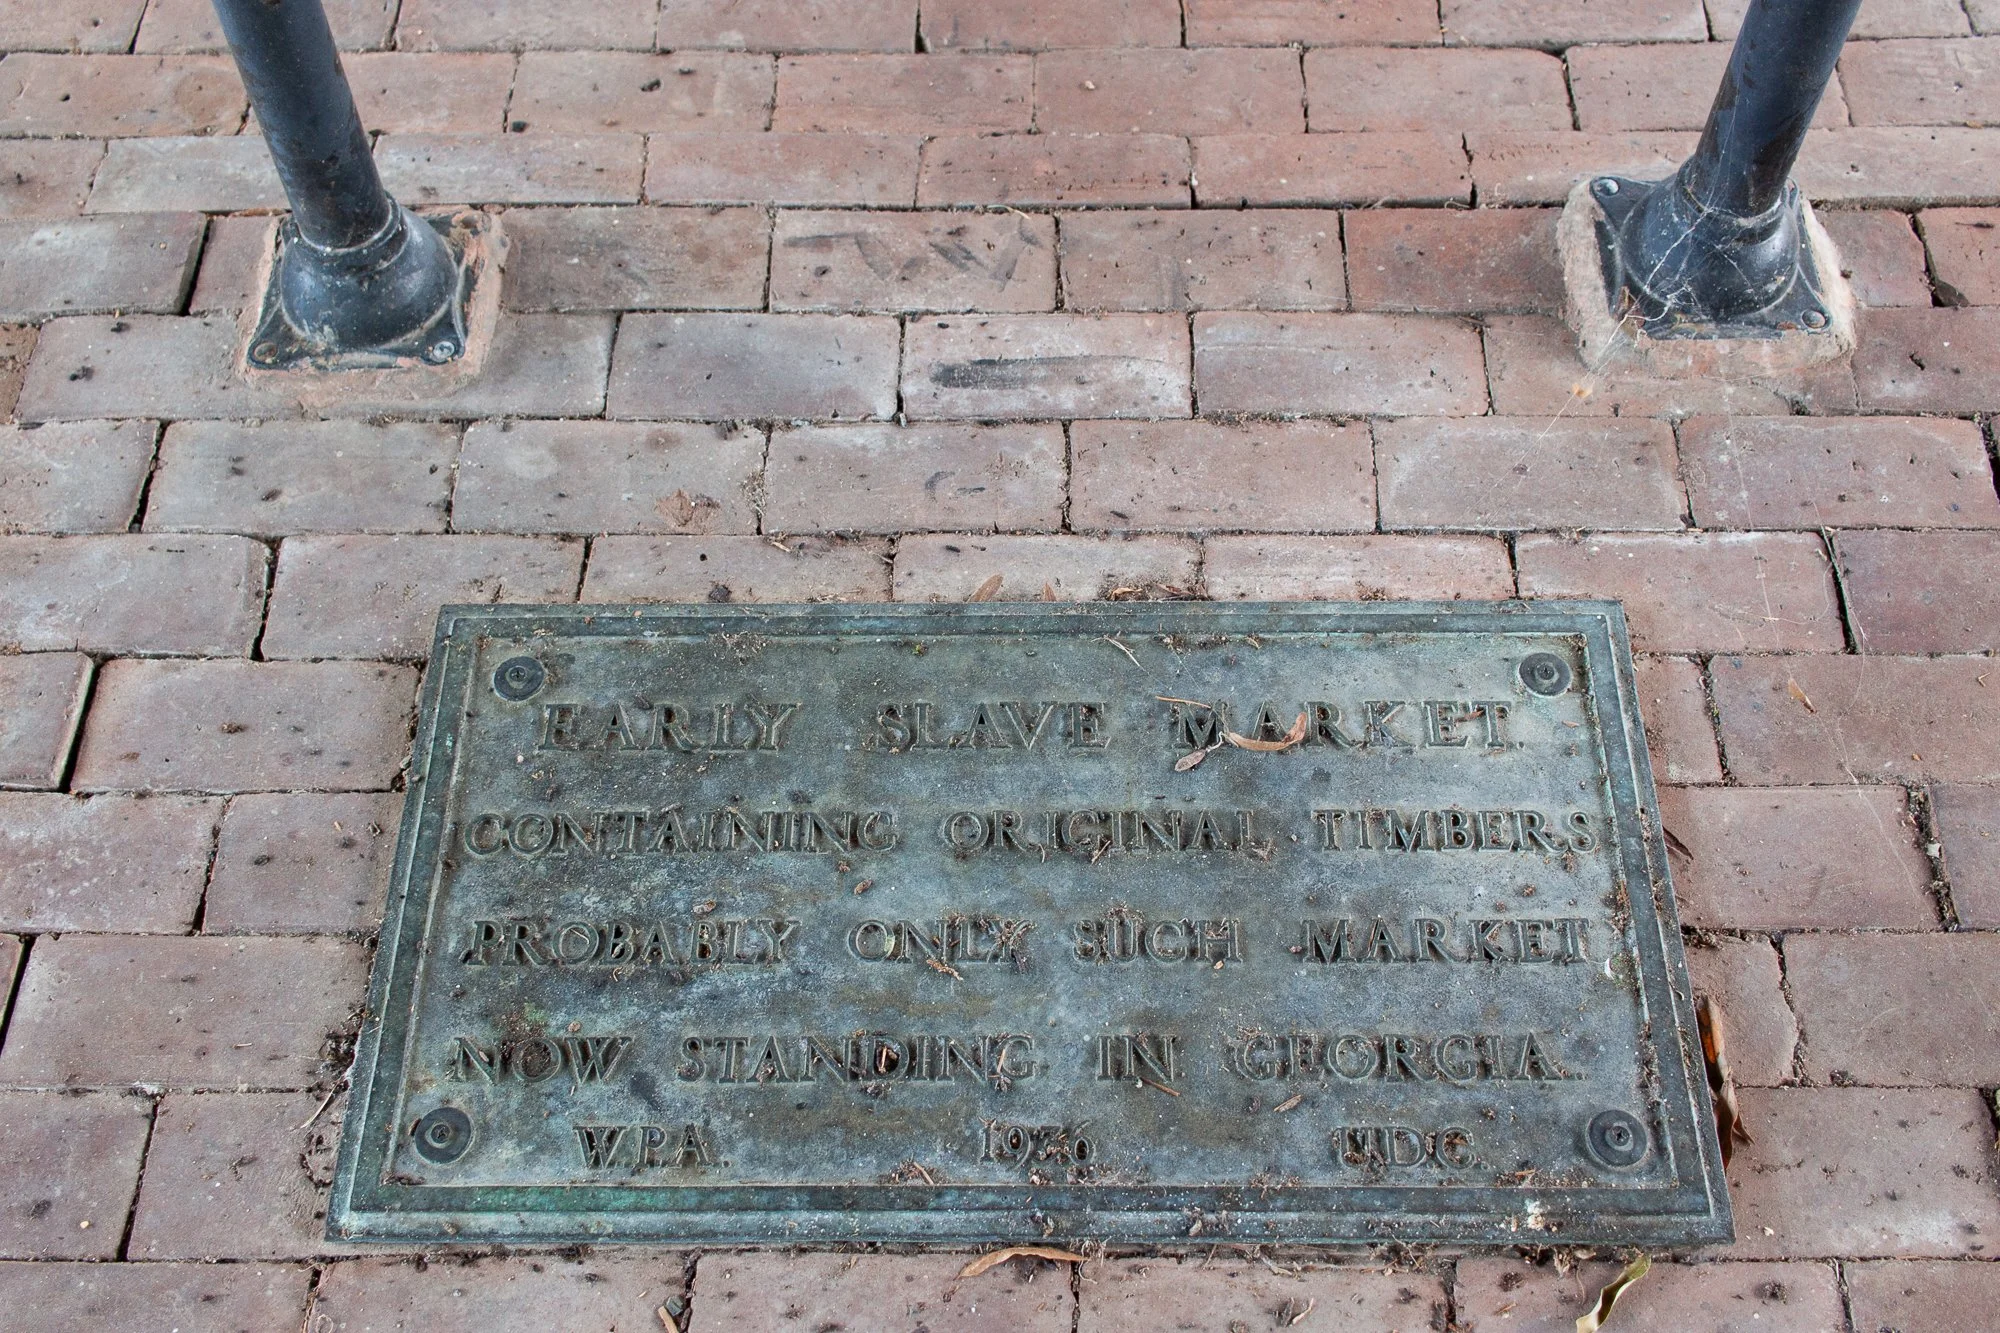 EARLY SLAVE MARKET.
CONTAINING ORIGINAL TIMBERS
PROBABLY ONLY SUCH MARKET
NOW STANDING IN GEORGIA.
W.P.A. 1936 U.D.C.